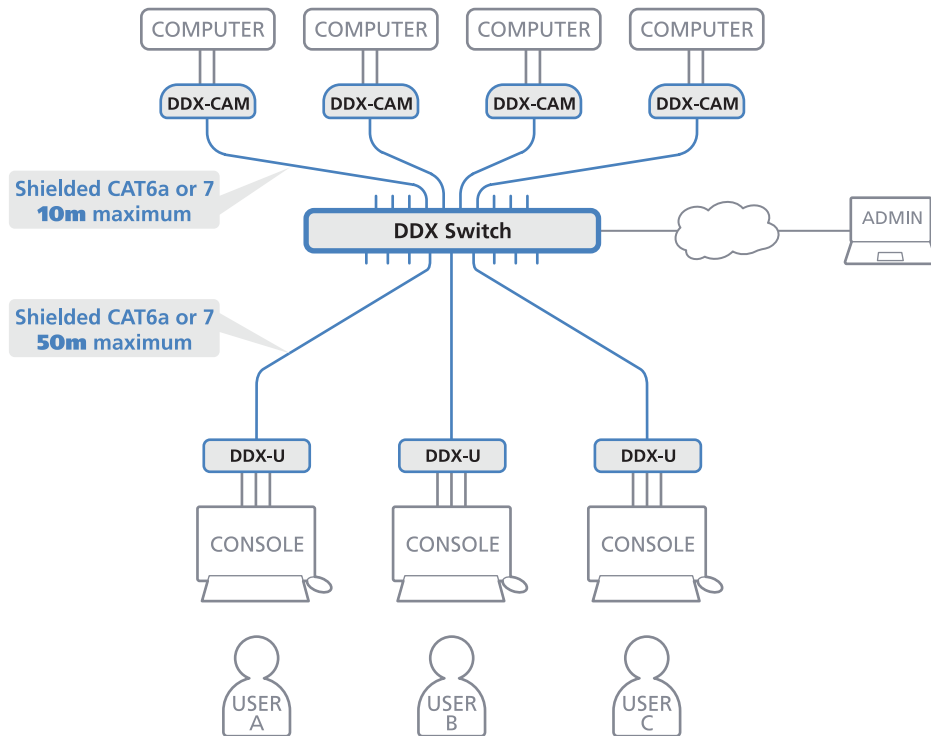 COMPUTER
COMPUTER
COMPUTER
COMPUTER
DDX-CAM
DDX-CAM
DDX-CAM
DDX-CAM
Shielded CAT6a or 7
10m maximum
DDX Switch
ADMIN
Shielded CAT6a or 7
50m maximum
DDX-U
DDX-U
DDX-U
CONSOLE
CONSOLE
CONSOLE
USER
A
USER
B
USER
C